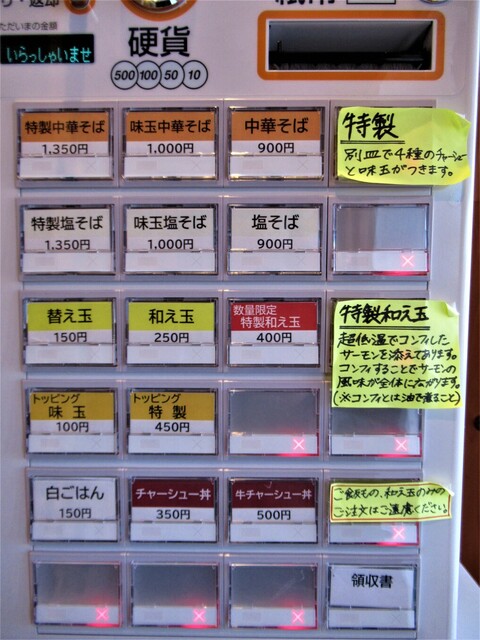 り・返却
ただいまの金額
いらっしゃいませ
硬貨
500 100 50 10
特製中華そば
1,350円
味玉中華そば
1,000円
中華そば
900円
特製
別皿で4種のチャーシュー
と味玉がつきます。
特製塩そば
1,350円
味玉塩そば
1,000円
塩そば
900円
替え玉
150円
和え玉
250円
数量限定
特製和え玉
400円
特製和え玉
超低温でコンフィした
サーモンを添えてあります。
コンフィすることでサーモンの
風味が全体に広がります。
(※コンフィとは油で煮ること)
トッピング
味玉
100円
トッピング
特製
450円
白ごはん
150円
チャーシュー丼
350円
牛チャーシュー丼
500円
ご飯もの、和え玉のみの
ご注文はご遠慮ください。
領収書